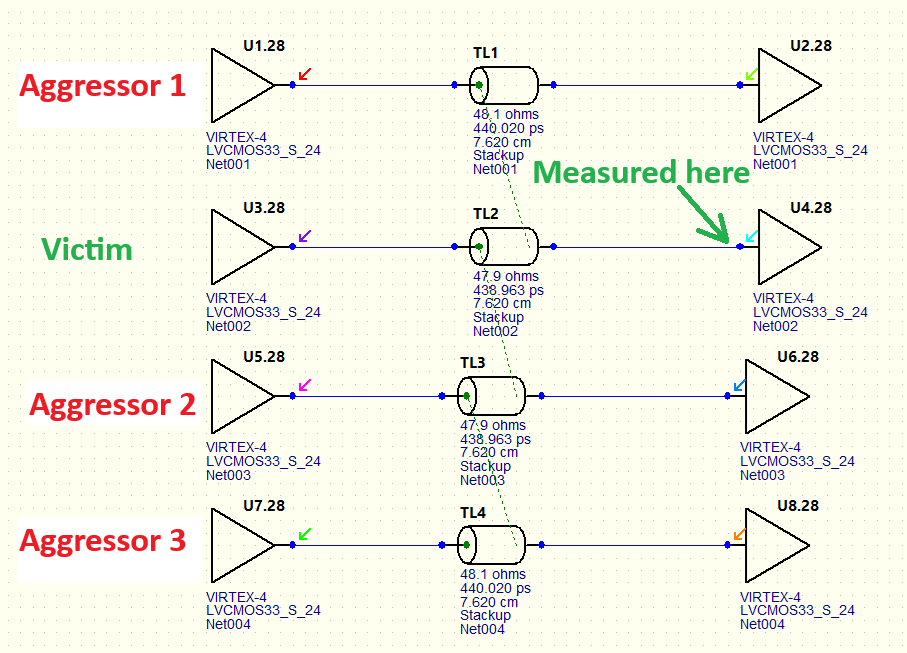 U1.28
U2.28
TL1
Aggressor 1
48.1 ohms
440.020 ps
7.620 cm
Stackup
Net001
VIRTEX-4
LVCMOS33_S_24
Net001
VIRTEX-4
LVCMOS33_S_24
Net001
Measured here
U3.28
TL2
U4.28
Victim
47.9 ohms
438.963 ps
7.620 cm
Stackup
Net002
VIRTEX-4
LVCMOS33_S_24
Net002
VIRTEX-4
LVCMOS33_S_24
Net002
U5.28
TL3
U6.28
Aggressor 2
47.9 ohms
438.963 ps
7.620 cm
Stackup
Net003
VIRTEX-4
LVCMOS33_S_24
Net003
VIRTEX-4
LVCMOS33_S_24
Net003
U7.28
TL4
U8.28
Aggressor 3
48.1 ohms
440.020 ps
7.620 cm
Stackup
Net004
VIRTEX-4
LVCMOS33_S_24
Net004
VIRTEX-4
LVCMOS33_S_24
Net004